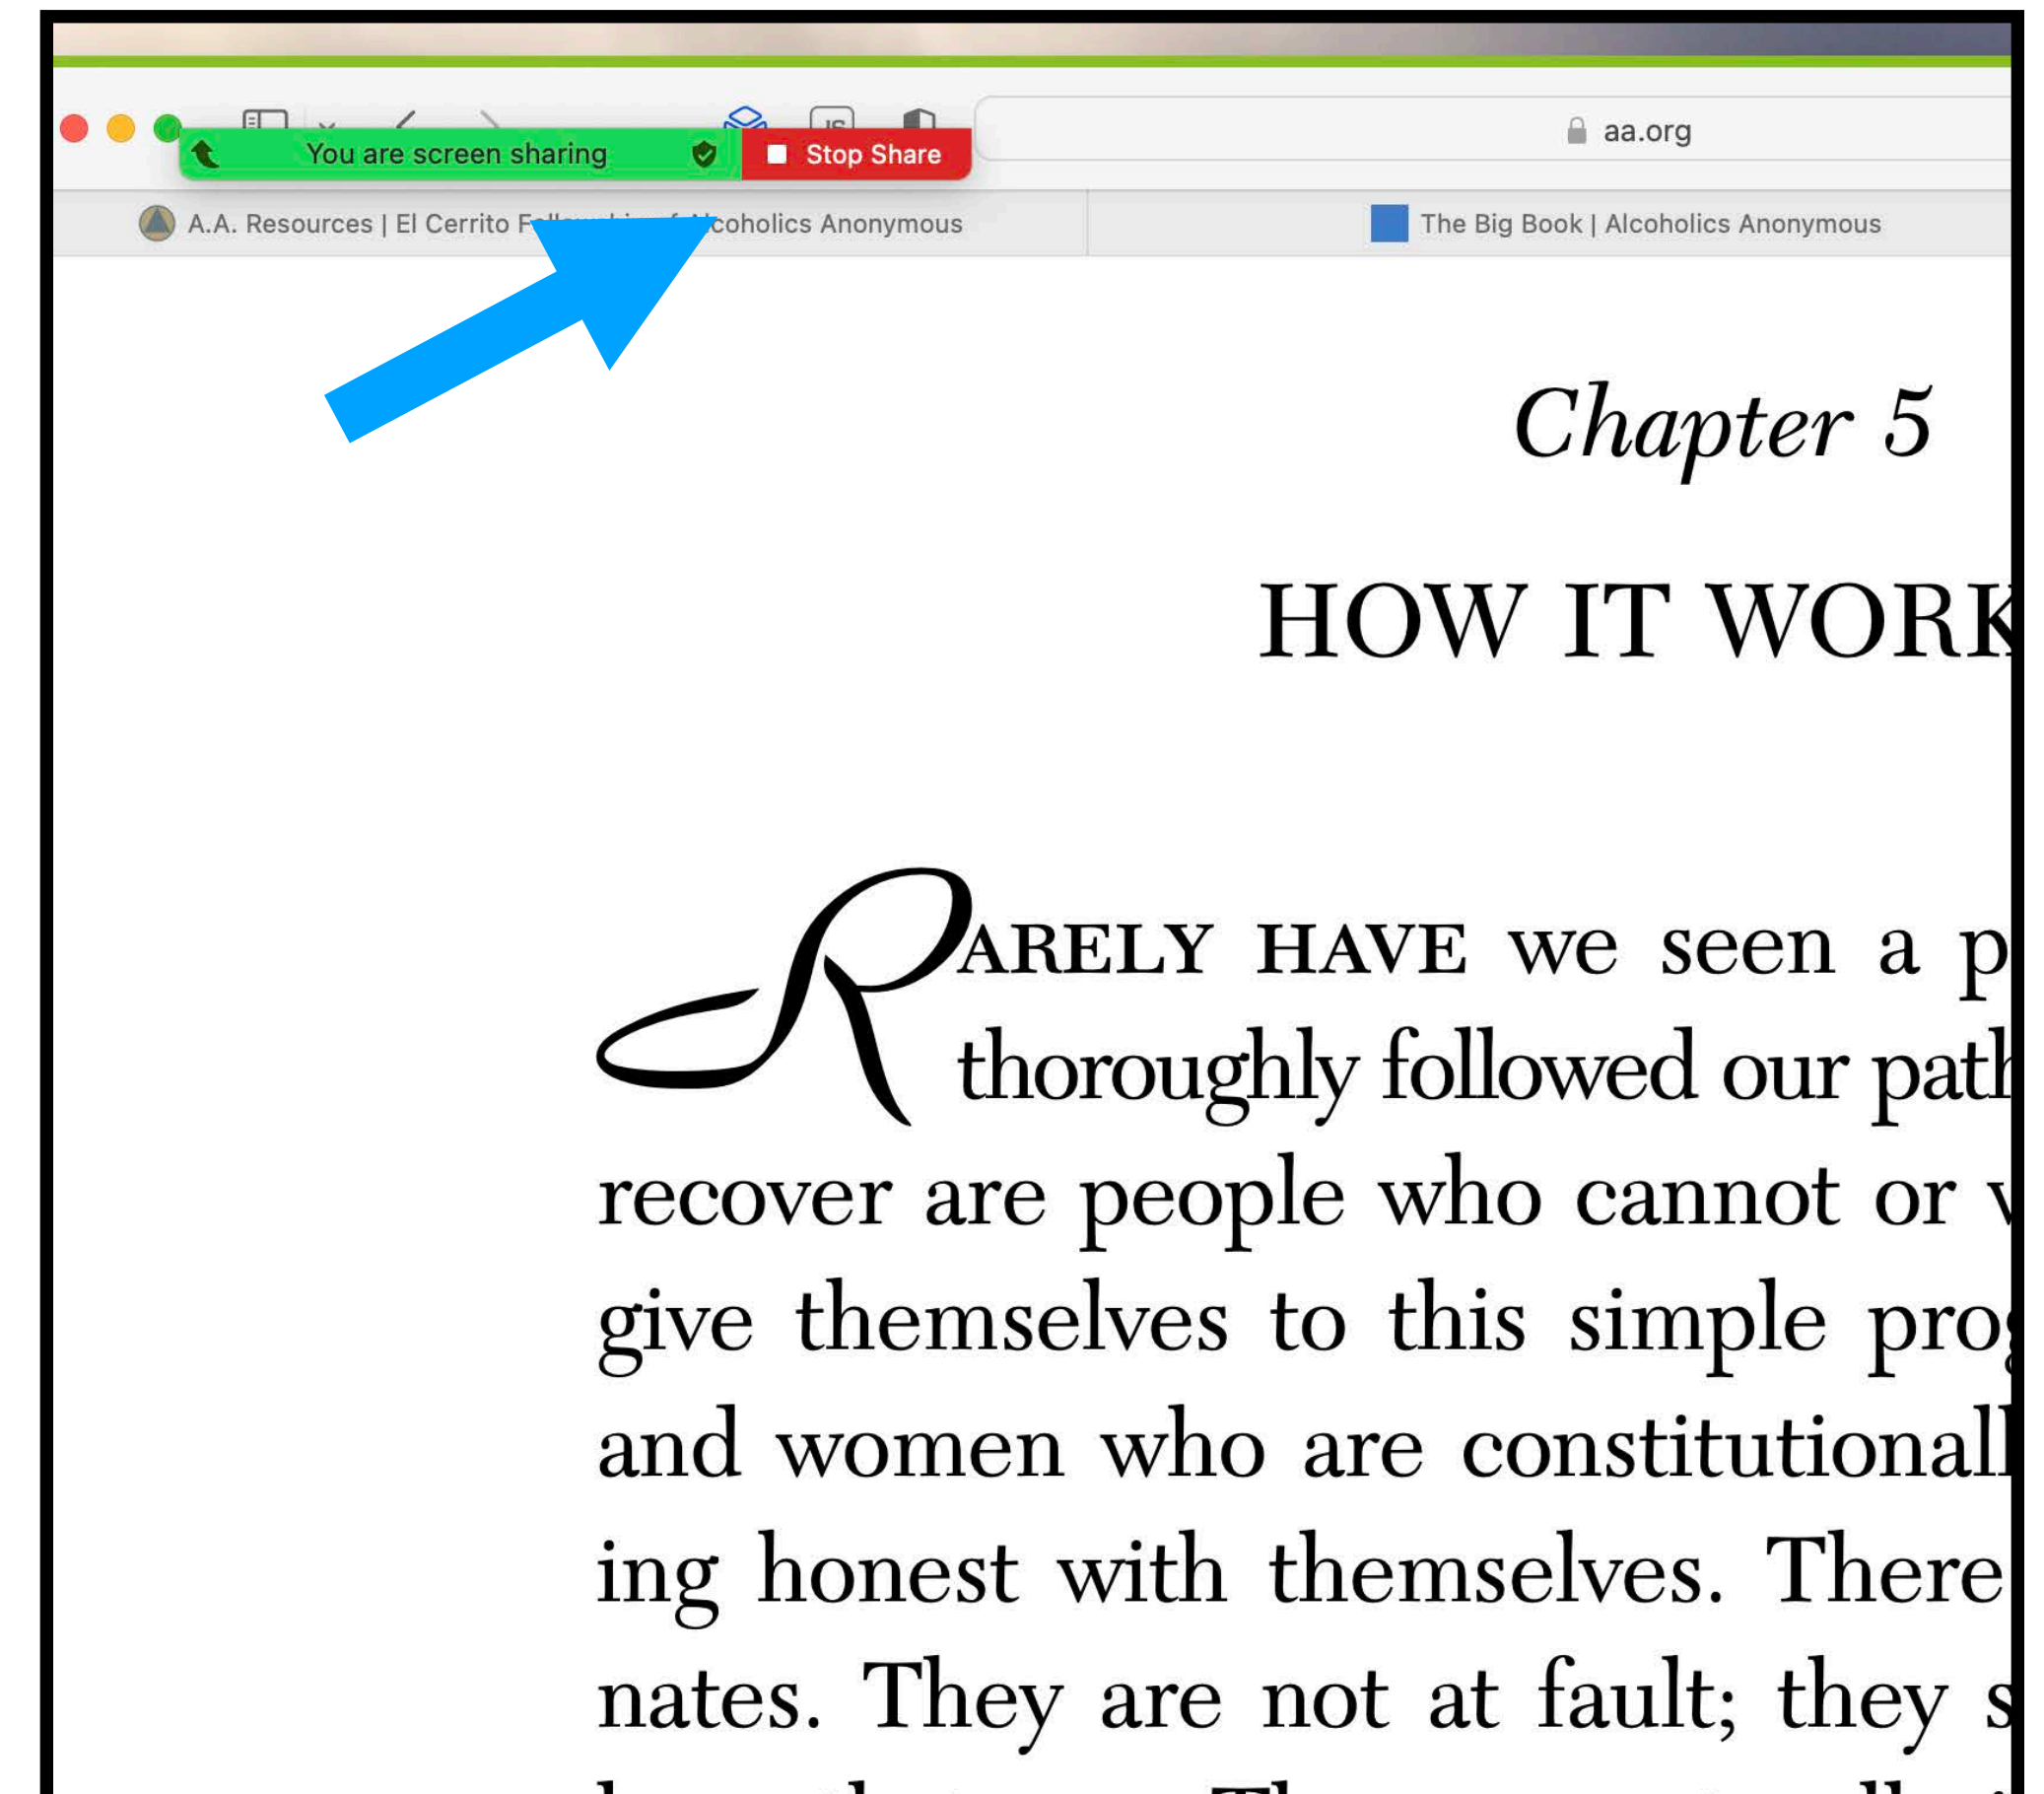 aa.org
You are screen sharing Stop Share
A.A. Resources | El Cerrito of Alcoholics Anonymous The Big Book | Alcoholics Anonymous
Chapter 5
HOW IT WORK
RARELY HAVE we seen a p
thoroughly followed our path
recover are people who cannot or
give themselves to this simple prog
and women who are constitutionall
ing honest with themselves. There
nates. They are not at fault; they s